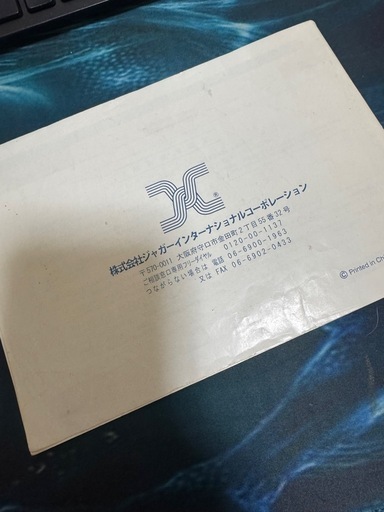 ®
株式会社ジャガーインターナショナルコーポレーション
〒570-0011 大阪府守口市金田町2丁目55番32号
ご相談窓口専用フリーダイヤル 0120-00-1137
つながらない場合は 電話 06-6900-1963
又は FAX 06-6902-0433
© Printed in Ch